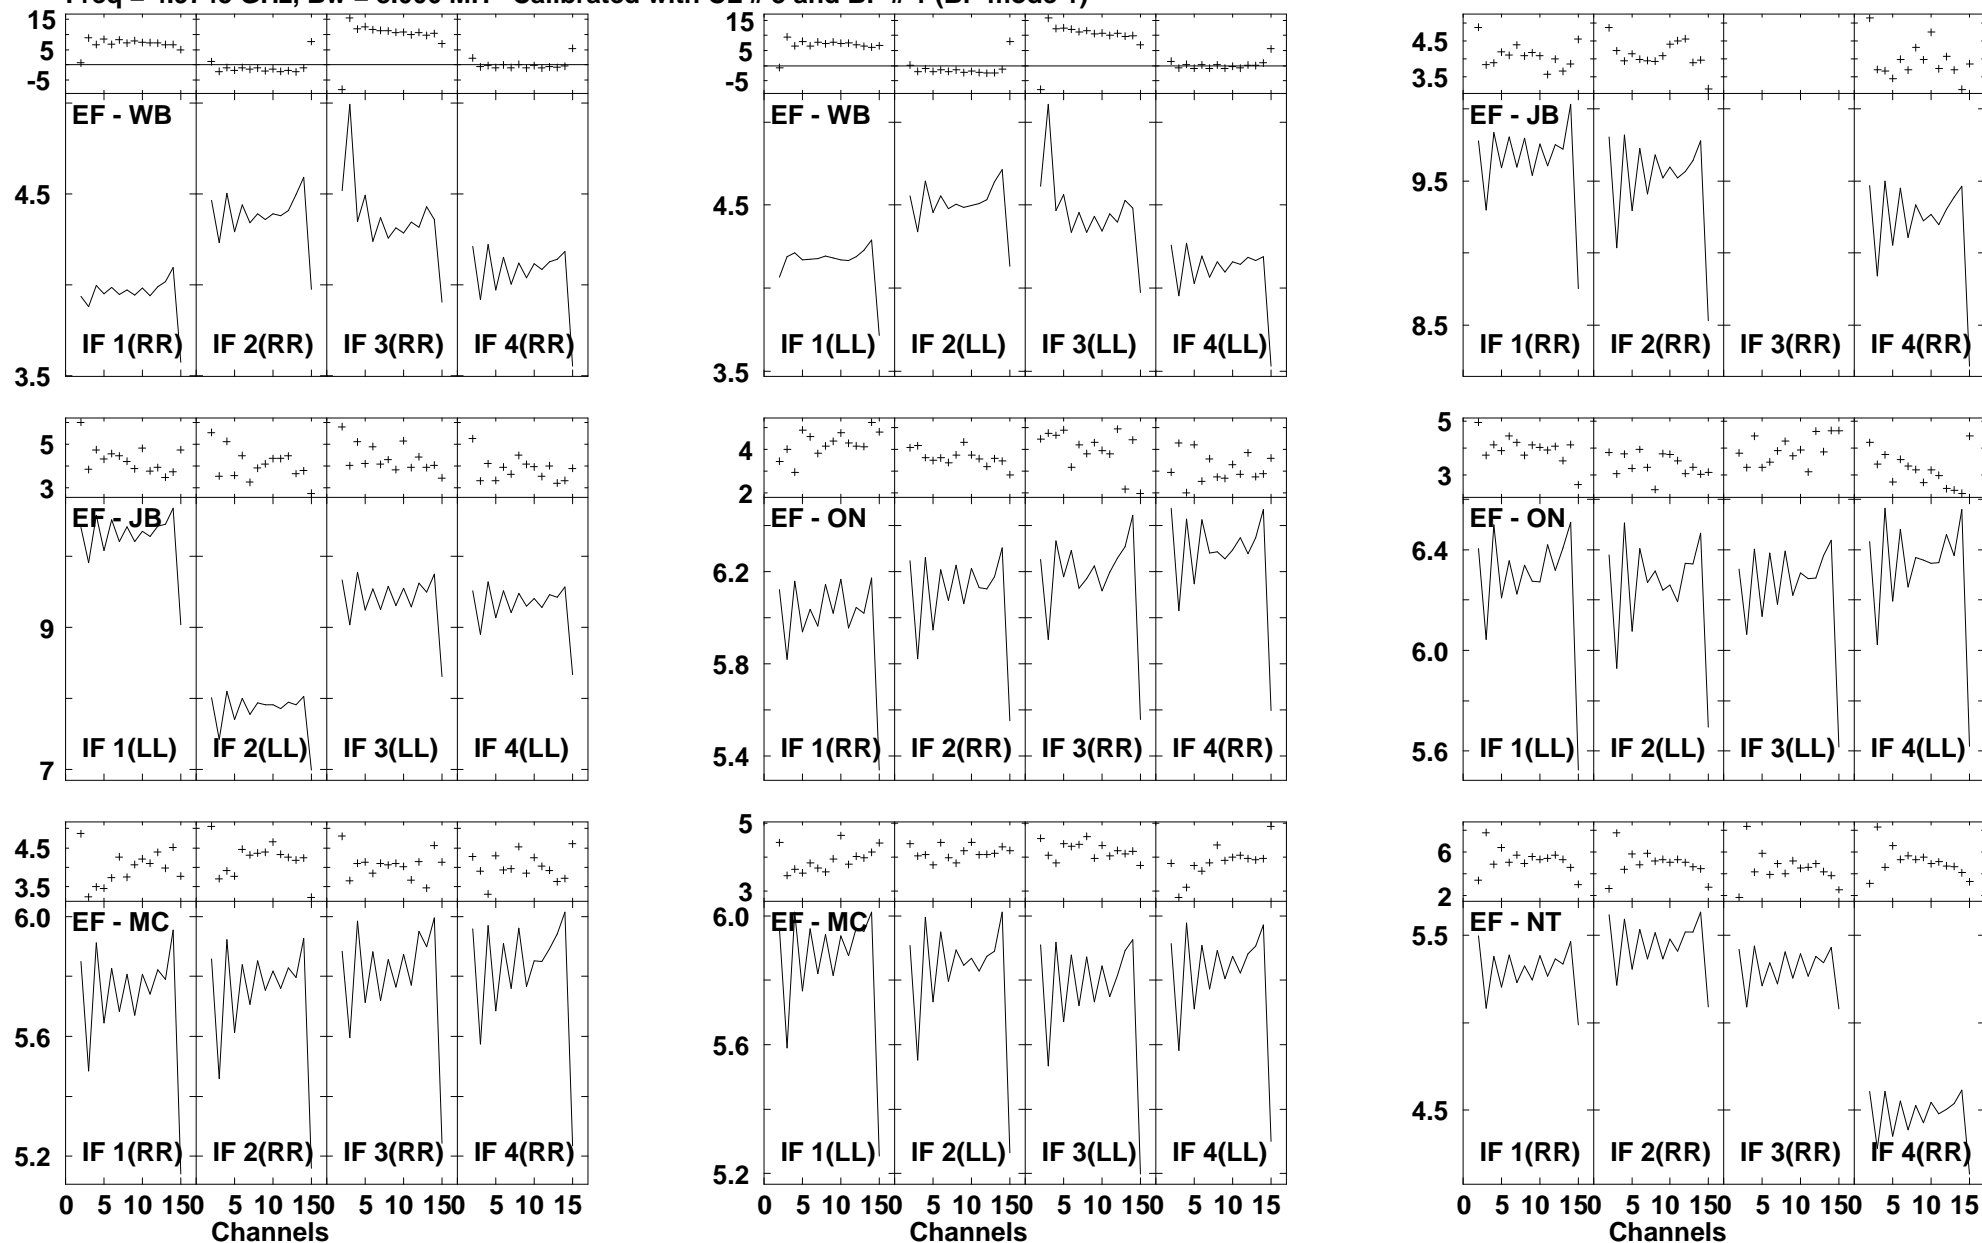 15
5
-5
EF - WB
4.5
3.5
IF 1(RR) IF 2(RR) IF 3(RR) IF 4(RR)
15
5
-5
EF - WB
4.5
3.5
IF 1(LL) IF 2(LL) IF 3(LL) IF 4(LL)
4.5
3.5
EF - JB
9.5
8.5
IF 1(RR) IF 2(RR) IF 3(RR) IF 4(RR)
5
3
EF - JB
9
7
IF 1(LL) IF 2(LL) IF 3(LL) IF 4(LL)
4
2
EF - ON
6.2
5.8
5.4
IF 1(RR) IF 2(RR) IF 3(RR) IF 4(RR)
5
3
EF - ON
6.4
6.0
5.6
IF 1(LL) IF 2(LL) IF 3(LL) IF 4(LL)
4.5
3.5
EF - MC
6.0
5.6
5.2
IF 1(RR) IF 2(RR) IF 3(RR) IF 4(RR)
0 5 10 150 5 10 150 5 10 150 5 10 15
Channels
5
3
EF - MC
6.0
5.6
5.2
IF 1(LL) IF 2(LL) IF 3(LL) IF 4(LL)
0 5 10 150 5 10 150 5 10 150 5 10 15
Channels
6
2
EF - NT
5.5
4.5
IF 1(RR) IF 2(RR) IF 3(RR) IF 4(RR)
0 5 10 150 5 10 150 5 10 150 5 10 15
Channels